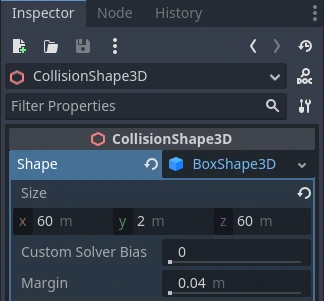 Inspector Node History
CollisionShape3D
DOC
Filter Properties
CollisionShape3D
Shape BoxShape3D
Size
x 60 m y 2 m z 60 m
Custom Solver Bias 0
Margin 0.04 m